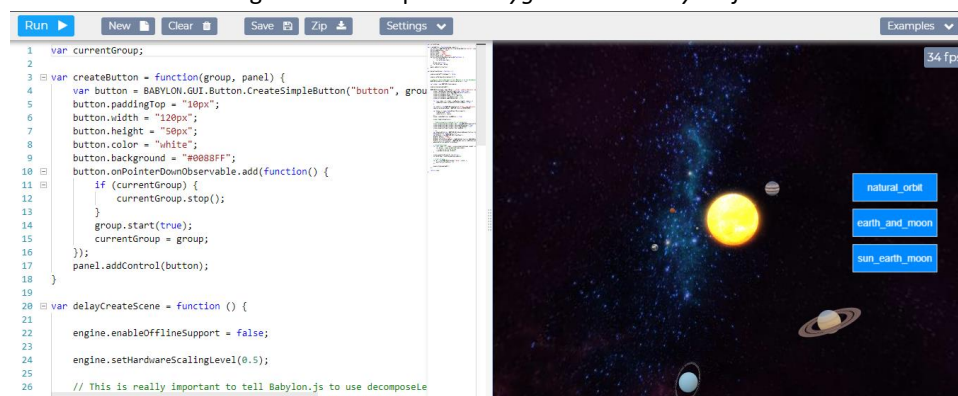 Run New Clear Save Zip Settings Examples
34 fps
1 var currentGroup;
2
3 var createButton = function(group, panel) {
4 var button = BABYLON.GUI.Button.CreateSimpleButton("button", grou
5 button.paddingTop = "10px";
6 button.width = "120px";
7 button.height = "50px";
8 button.color = "white";
9 button.background = "#0088FF";
10 button.onPointerDownObservable.add(function() {
11 if (currentGroup) {
12 currentGroup.stop();
13 }
14 group.start(true);
15 currentGroup = group;
16 });
17 panel.addControl(button);
18 }
19
20 var delayCreateScene = function () {
21
22 engine.enableOfflineSupport = false;
23
24 engine.setHardwareScalingLevel(0.5);
25
26 // This is really important to tell Babylon.js to use decomposeLe
natural_orbit
earth_and_moon
sun_earth_moon